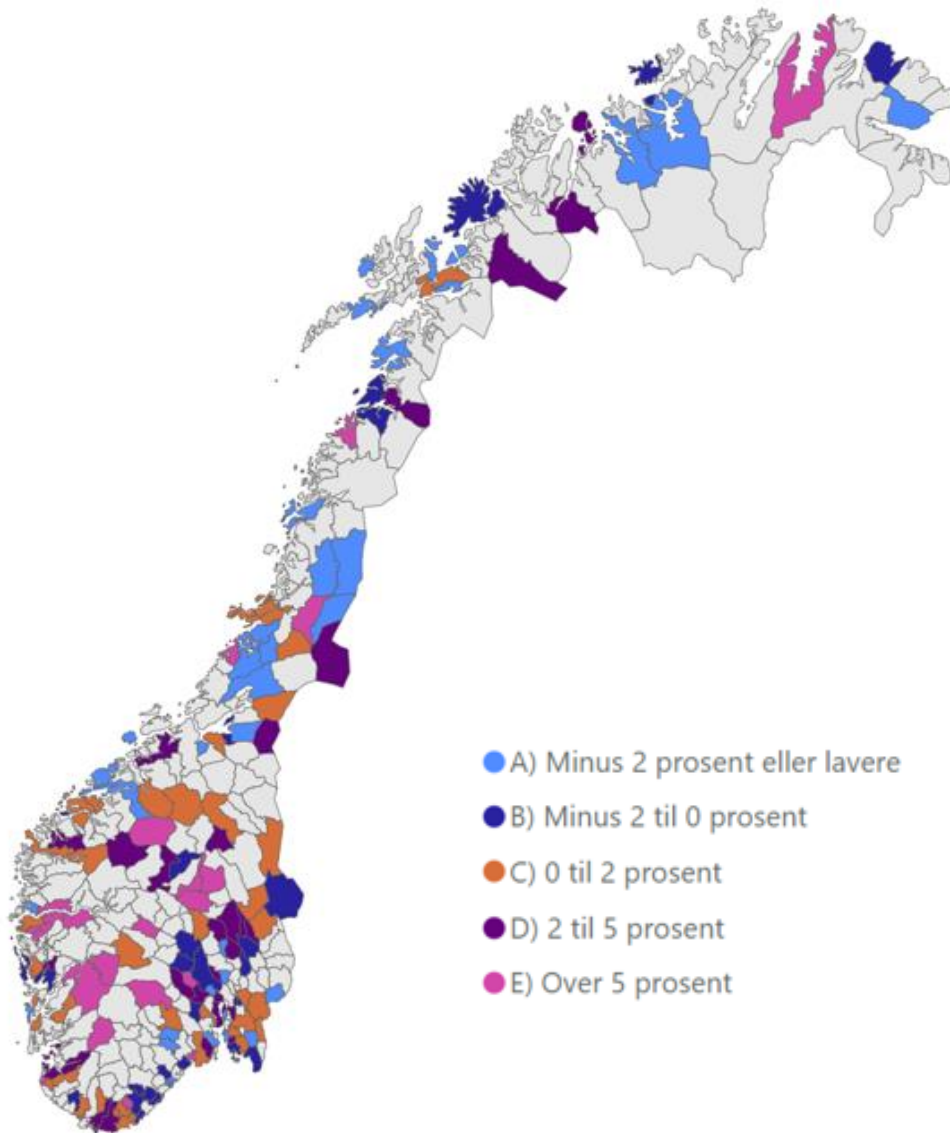 A) Minus 2 prosent eller lavere
B) Minus 2 til 0 prosent
C) 0 til 2 prosent
D) 2 til 5 prosent
E) Over 5 prosent